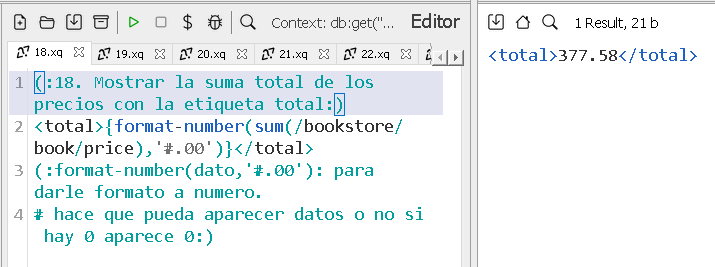 Context: db:get("... Editor
18.xq 19.xq 20.xq 21.xq 22.xq
1 (:18. Mostrar la suma total de los
precios con la etiqueta total:)
2 <total>{format-number(sum(/bookstore/
book/price),'#.00')}</total>
3 (:format-number(dato,'#.00'): para
darle formato a numero.
4 # hace que pueda aparecer datos o no si
hay 0 aparece 0:)
1 Result, 21 b
<total>377.58</total>